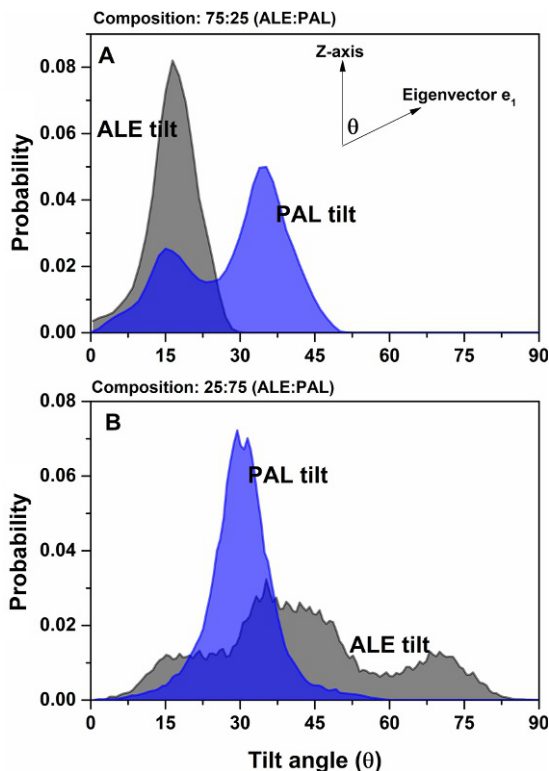 Composition: 75:25 (ALE:PAL)
A
Z-axis
Eigenvector e1
θ
ALE tilt
PAL tilt
Probability
0.08
0.06
0.04
0.02
0.00
0 15 30 45 60 75 90
Composition: 25:75 (ALE:PAL)
B
PAL tilt
ALE tilt
Probability
0.08
0.06
0.04
0.02
0.00
0 15 30 45 60 75 90
Tilt angle (θ)